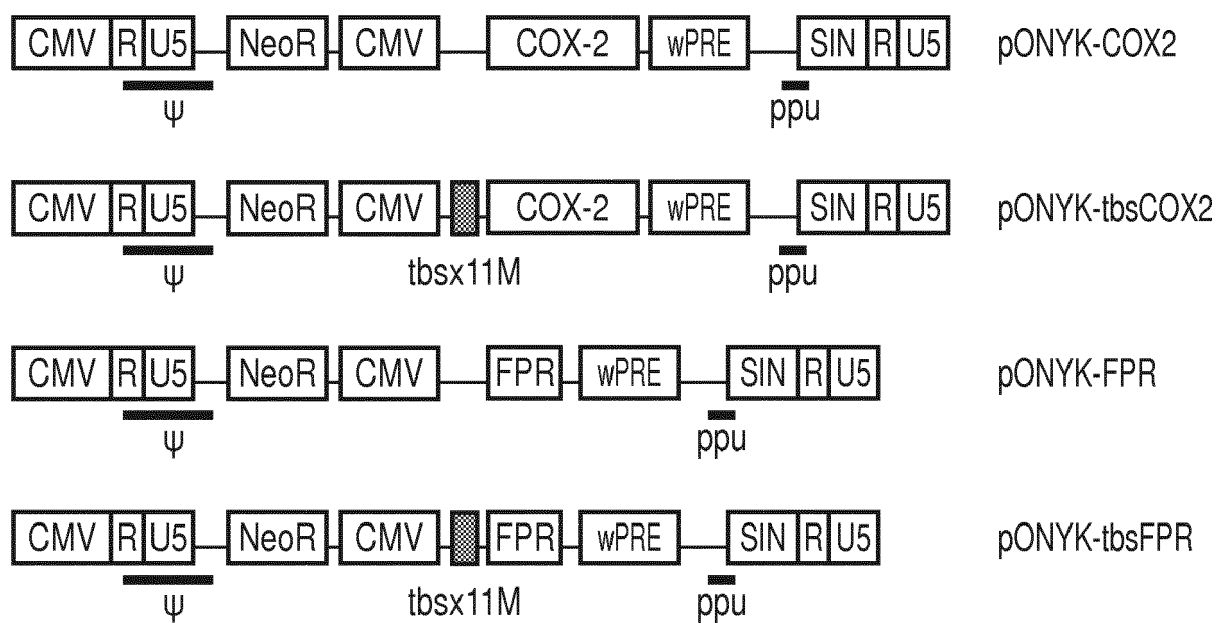 CMV R U5 NeoR CMV COX-2 wPRE SIN R U5 pONYK-COX2
ψ ppu
CMV R U5 NeoR CMV COX-2 wPRE SIN R U5 pONYK-tbsCOX2
ψ tbsx11M ppu
CMV R U5 NeoR CMV FPR wPRE SIN R U5 pONYK-FPR
ψ ppu
CMV R U5 NeoR CMV FPR wPRE SIN R U5 pONYK-tbsFPR
ψ tbsx11M ppu